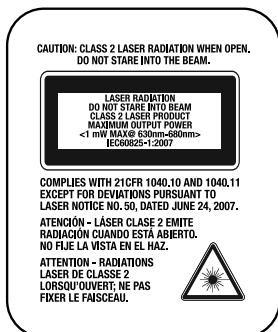 CAUTION: CLASS 2 LASER RADIATION WHEN OPEN.
DO NOT STARE INTO THE BEAM.
LASER RADIATION
DO NOT STARE INTO BEAM
CLASS 2 LASER PRODUCT
MAXIMUM OUTPUT POWER
<1 mW MAX@ 630nm-680nm>
IEC60825-1:2007
COMPLIES WITH 21CFR 1040.10 AND 1040.11
EXCEPT FOR DEVIATIONS PURSUANT TO
LASER NOTICE NO. 50, DATED JUNE 24, 2007.
ATENCIÓN - LÁSER CLASE 2 EMITE
RADIACIÓN CUANDO ESTÁ ABIERTO.
NO FIJE LA VISTA EN EL HAZ.
ATTENTION - RADIATIONS
LASER DE CLASSE 2
LORSQU'OUVERT; NE PAS
FIXER LE FAISCEAU.